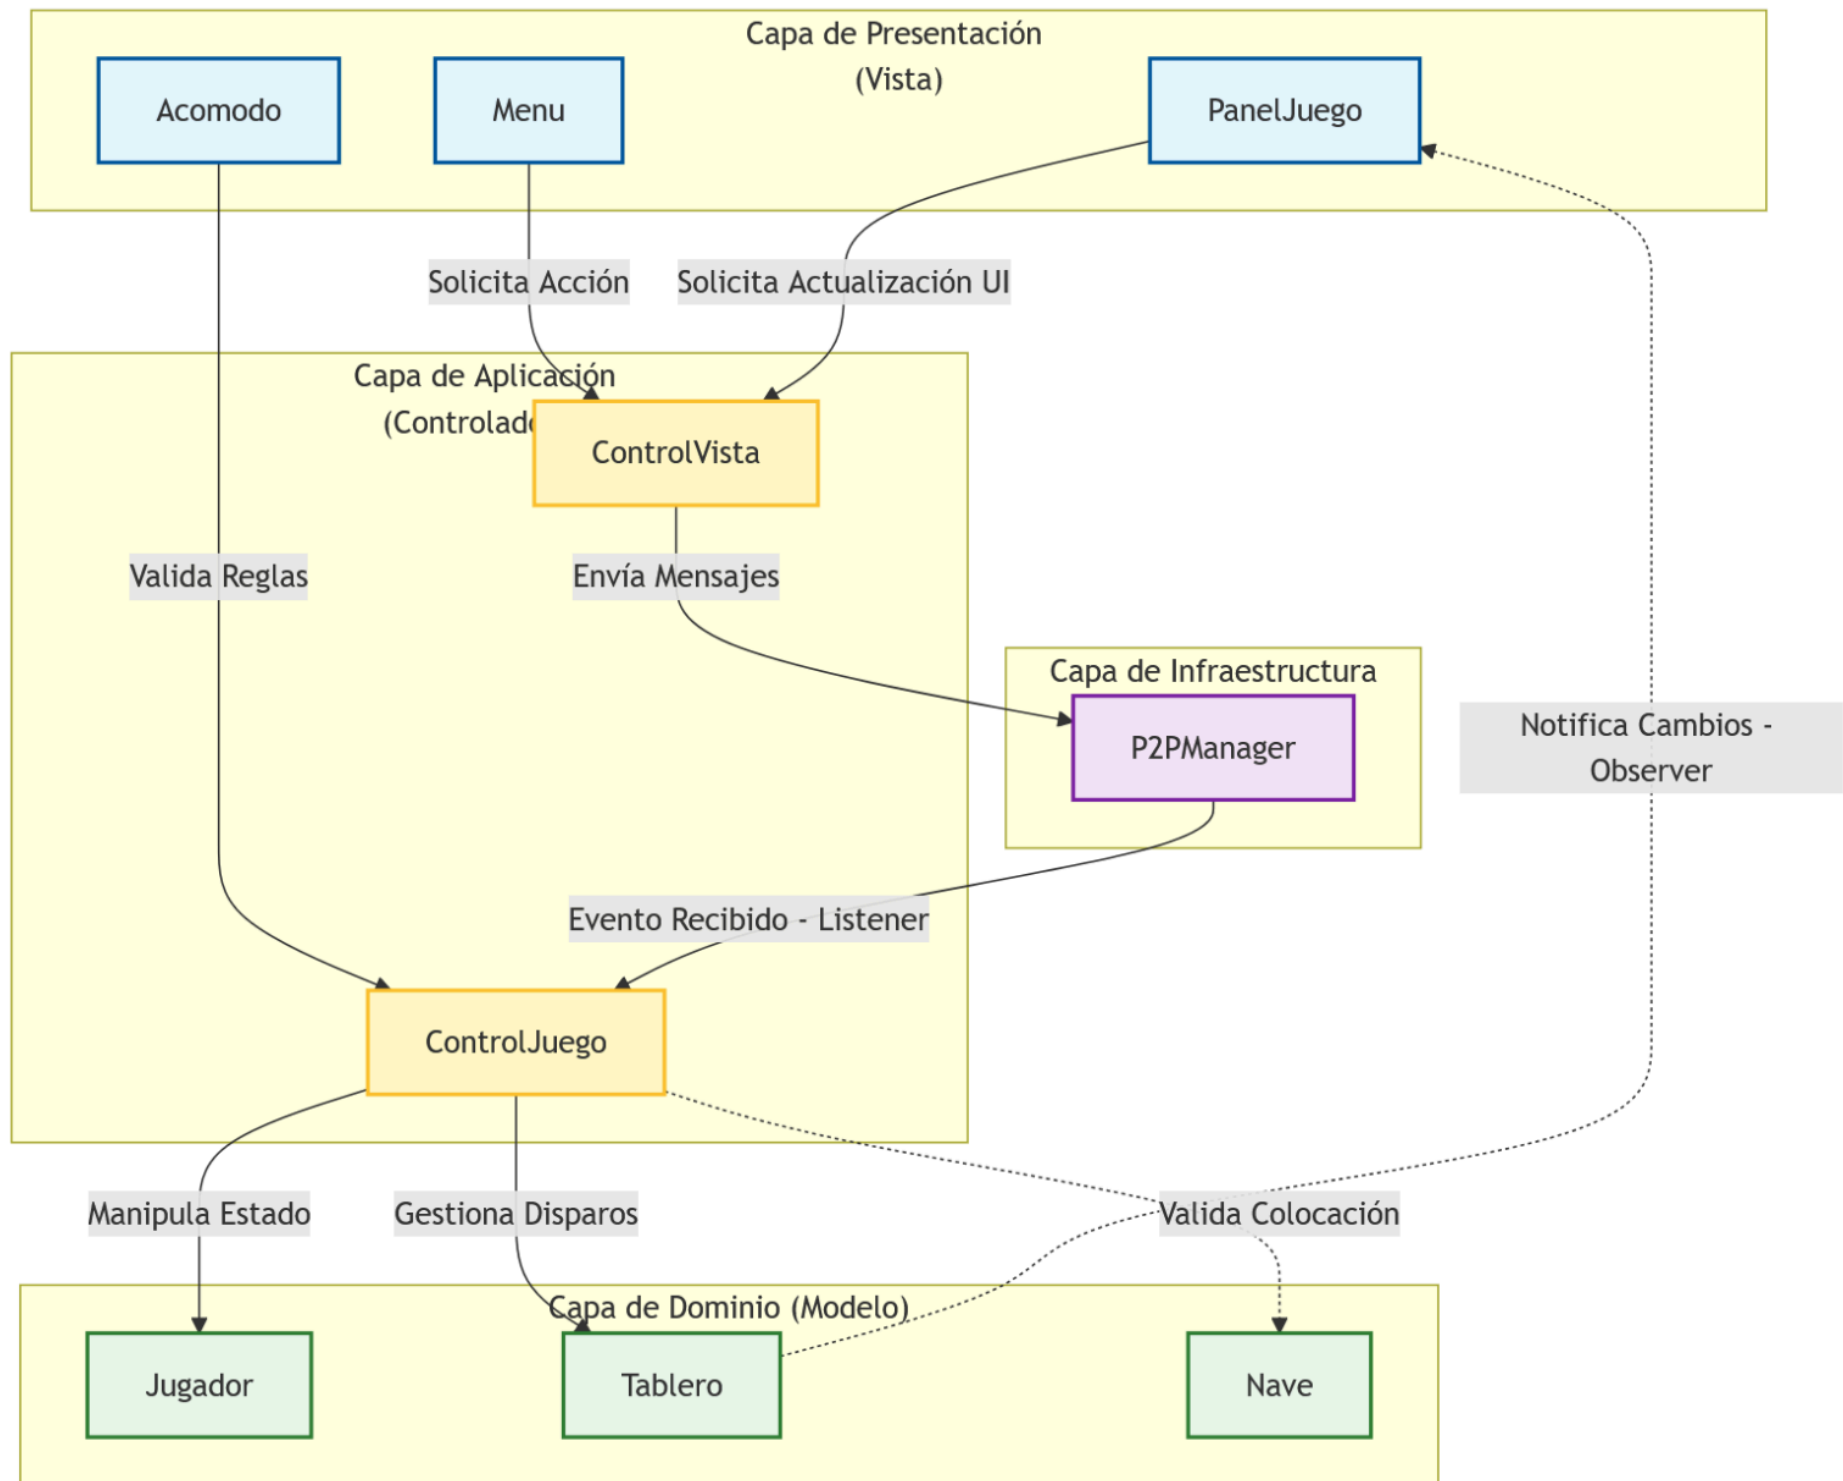 Capa de Presentación
(Vista)
Acomodo
Menu
PanelJuego
Solicita Acción
Solicita Actualización UI
Capa de Aplicación
(Controlado
ControlVista
Valida Reglas
Envía Mensajes
Capa de Infraestructura
P2PManager
Notifica Cambios -
Observer
Evento Recibido - Listener
ControlJuego
Manipula Estado
Gestiona Disparos
Valida Colocación
Capa de Dominio (Modelo)
Jugador
Tablero
Nave